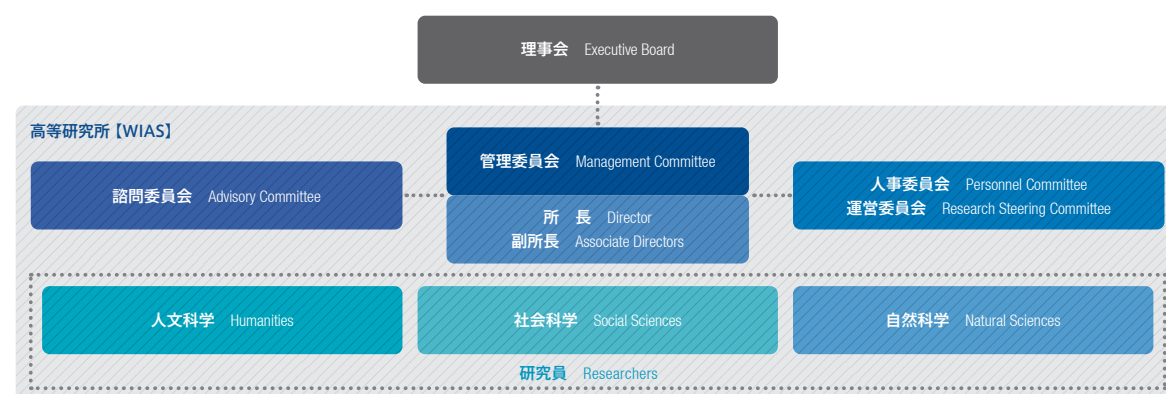 理事会 Executive Board
高等研究所【WIAS】
管理委員会 Management Committee
諮問委員会 Advisory Committee
人事委員会 Personnel Committee
運営委員会 Research Steering Committee
所　長 Director
副所長 Associate Directors
人文科学 Humanities
社会科学 Social Sciences
自然科学 Natural Sciences
研究員 Researchers